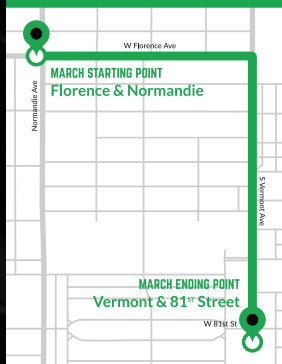 W Florence Ave
MARCH STARTING POINT
Florence & Normandie
Normandie Ave
S Vermont Ave
MARCH ENDING POINT
Vermont & 81ST Street
W 81st St